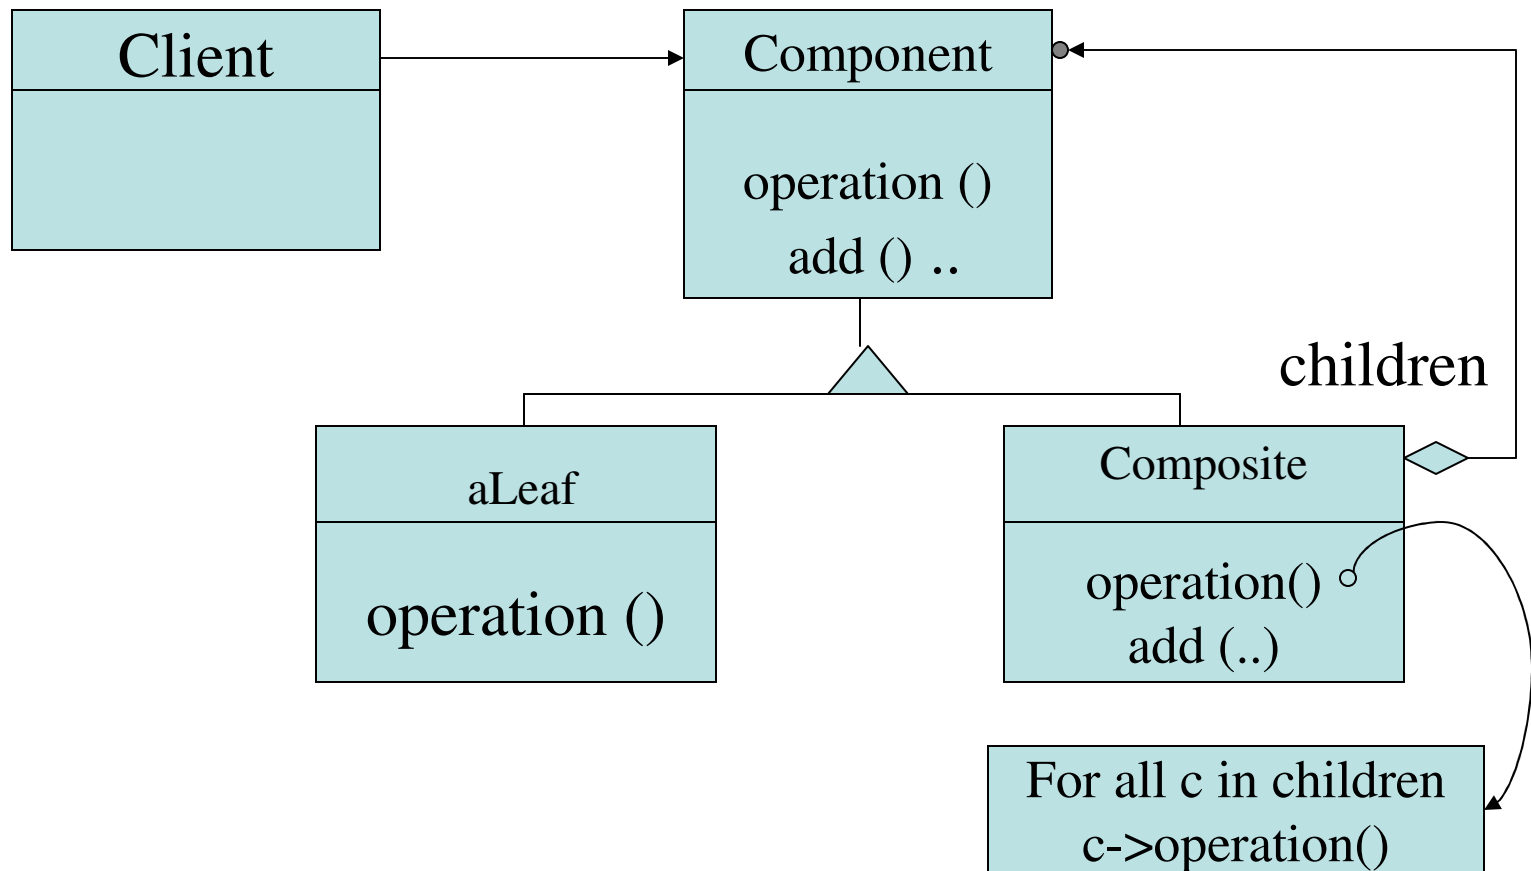 Client
Component
operation ()
add () ..
children
aLeaf
operation ()
Composite
operation()
add (..)
For all c in children
c->operation()